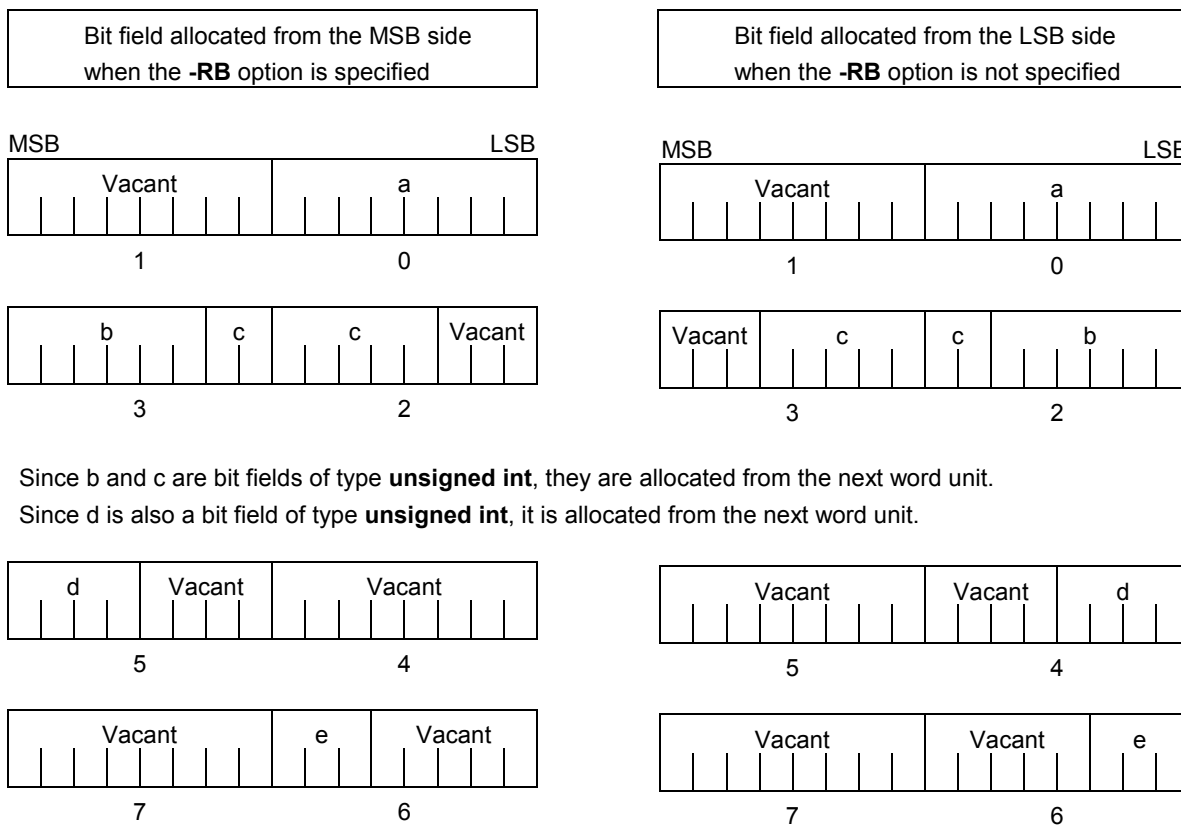 Bit field allocated from the MSB side
when the -RB option is specified
Bit field allocated from the LSB side
when the -RB option is not specified
MSB LSB
Vacant a
1 0
MSB LSB
Vacant a
1 0
b c c Vacant
3 2
Vacant c c b
3 2
Since b and c are bit fields of type unsigned int, they are allocated from the next word unit.
Since d is also a bit field of type unsigned int, it is allocated from the next word unit.
d Vacant Vacant
5 4
Vacant Vacant d
5 4
Vacant e Vacant
7 6
Vacant Vacant e
7 6